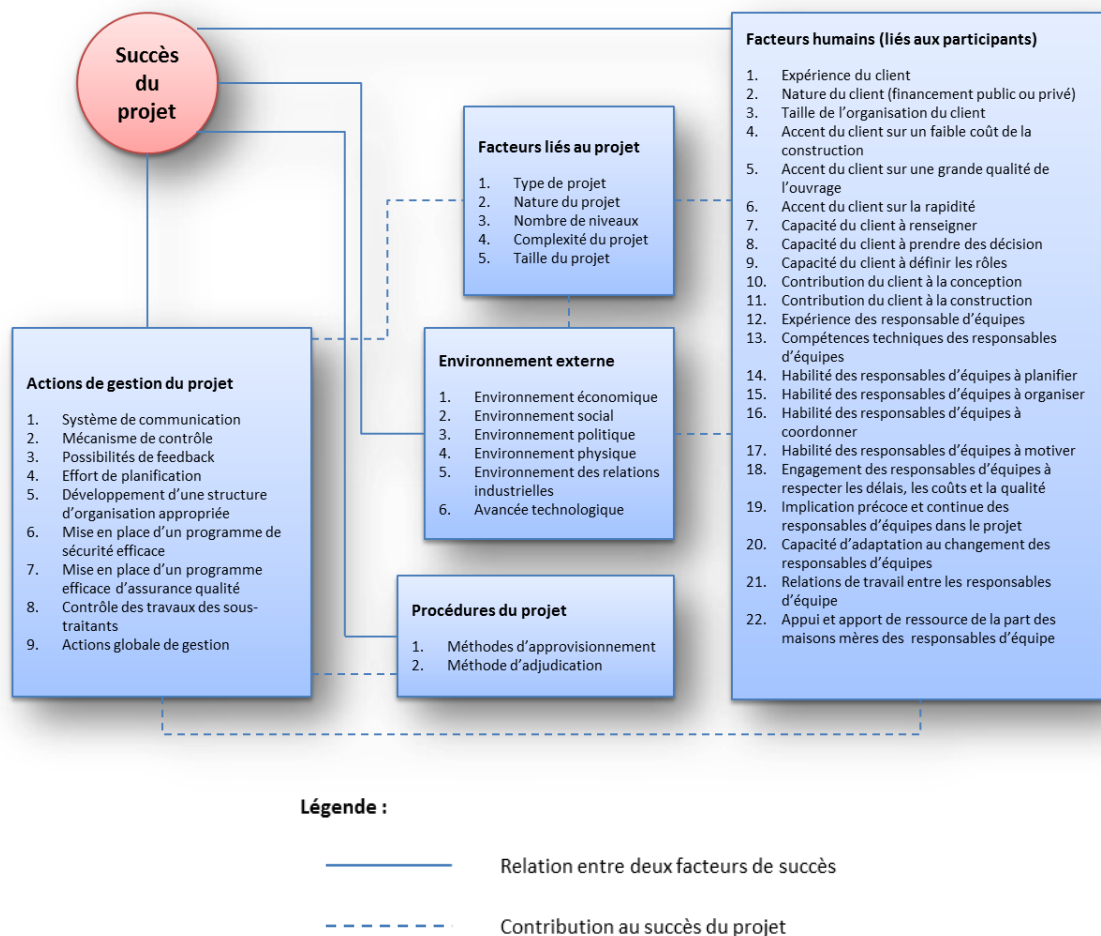 Succès
du
projet
Facteurs humains (liés aux participants)
1. Expérience du client
2. Nature du client (financement public ou privé)
3. Taille de l'organisation du client
4. Accent du client sur un faible coût de la
construction
5. Accent du client sur une grande qualité de
l'ouvrage
6. Accent du client sur la rapidité
7. Capacité du client à renseigner
8. Capacité du client à prendre des décision
9. Capacité du client à définir les rôles
10. Contribution du client à la conception
11. Contribution du client à la construction
12. Expérience des responsable d'équipes
13. Compétences techniques des responsables
d'équipes
14. Habilité des responsables d'équipes à planifier
15. Habilité des responsables d'équipes à organiser
16. Habilité des responsables d'équipes à
coordonner
17. Habilité des responsables d'équipes à motiver
18. Engagement des responsables d'équipes à
respecter les délais, les coûts et la qualité
19. Implication précoce et continue des
responsables d'équipes dans le projet
20. Capacité d'adaptation au changement des
responsables d'équipes
21. Relations de travail entre les responsables
d'équipe
22. Appui et apport de ressource de la part des
maisons mères des responsables d'équipe
Facteurs liés au projet
1. Type de projet
2. Nature du projet
3. Nombre de niveaux
4. Complexité du projet
5. Taille du projet
Actions de gestion du projet
1. Système de communication
2. Mécanisme de contrôle
3. Possibilités de feedback
4. Effort de planification
5. Développement d'une structure
d'organisation appropriée
6. Mise en place d'un programme de
sécurité efficace
7. Mise en place d'un programme
efficace d'assurance qualité
8. Contrôle des travaux des sous-
traitants
9. Actions globale de gestion
Environnement externe
1. Environnement économique
2. Environnement social
3. Environnement politique
4. Environnement physique
5. Environnement des relations
industrielles
6. Avancée technologique
Procédures du projet
1. Méthodes d'approvisionnement
2. Méthode d'adjudication
Légende :
Relation entre deux facteurs de succès
Contribution au succès du projet